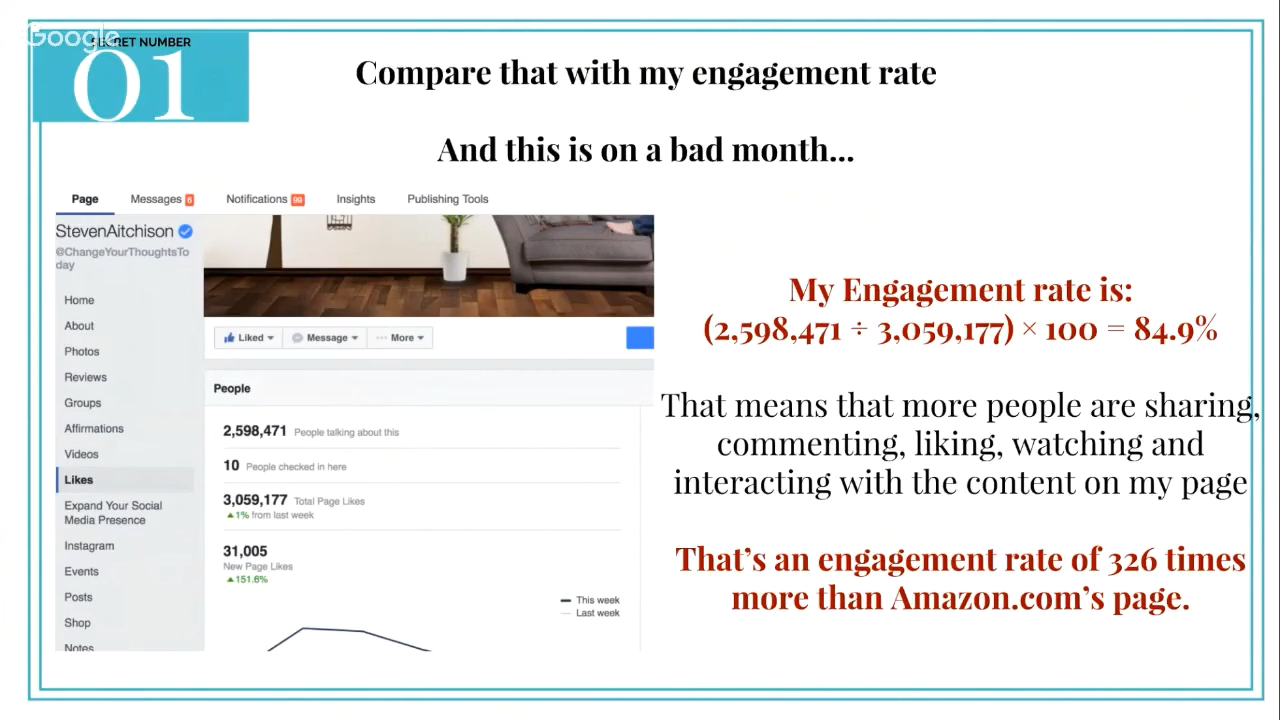 Google
SECRET NUMBER
01
Compare that with my engagement rate
And this is on a bad month...
Page Messages 6 Notifications 99 Insights Publishing Tools
StevenAitchison
@ChangeYourThoughtsTo
day
Home
About
Photos
Reviews
Groups
Affirmations
Videos
Likes
Expand Your Social
Media Presence
Instagram
Events
Posts
Shop
Notes
Liked Message More
People
2,598,471 People talking about this
10 People checked in here
3,059,177 Total Page Likes
1% from last week
31,005
New Page Likes
151.6%
This week
Last week
My Engagement rate is:
(2,598,471 ÷ 3,059,177) × 100 = 84.9%
That means that more people are sharing,
commenting, liking, watching and
interacting with the content on my page
That's an engagement rate of 326 times
more than Amazon.com's page.